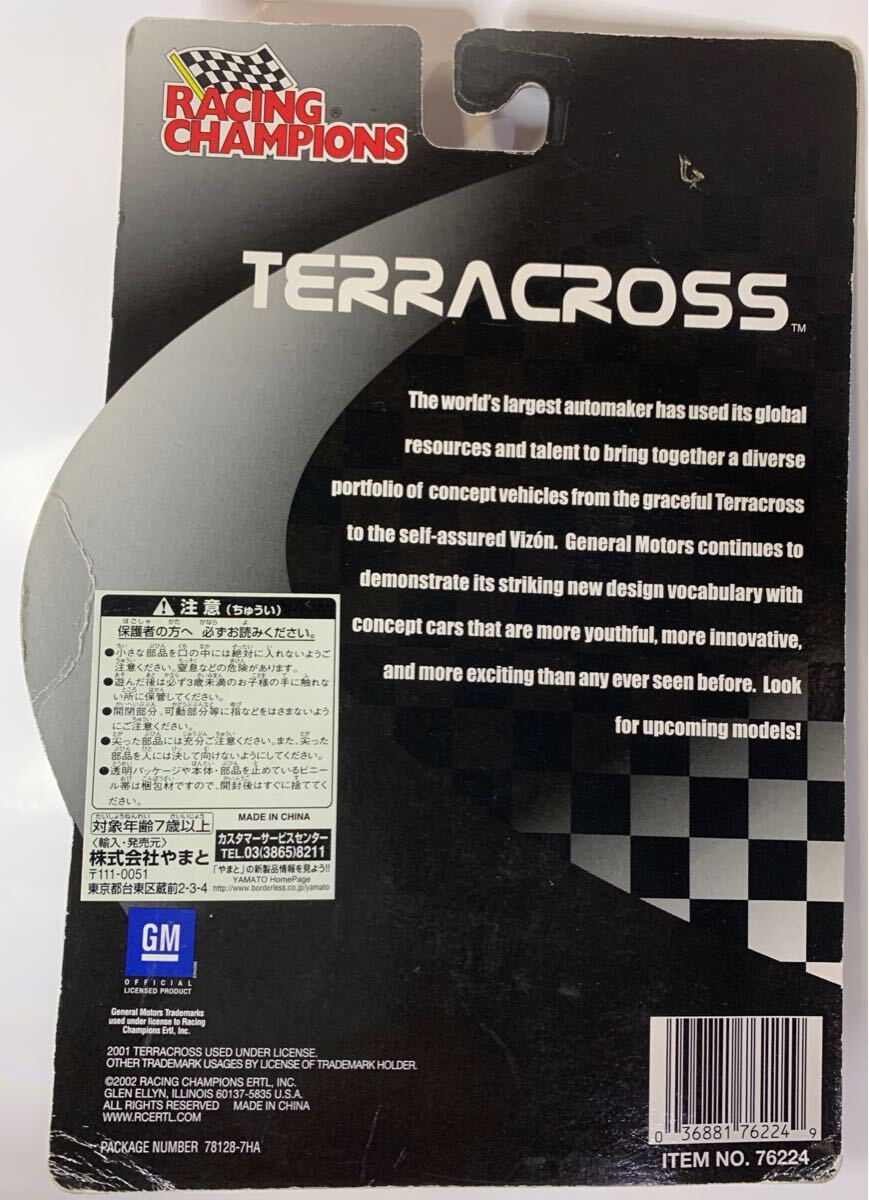 RACING
CHAMPIONS®
TERRACROSS™
The world's largest automaker has used its global
resources and talent to bring together a diverse
portfolio of concept vehicles from the graceful Terracross
to the self-assured Vizón. General Motors continues to
demonstrate its striking new design vocabulary with
concept cars that are more youthful, more innovative,
and more exciting than any ever seen before. Look
for upcoming models!
注意(ちゅうい)
保護者の方へ 必ずお読みください。
●小さな部品を口の中には絶対に入れないようご
注意ください。窒息などの危険があります。
●遊んだ後は必ず3歳未満のお子様の手に触れな
い所に保管してください。
●開閉部分、可動部分等に指などをはさまないよう
にご注意ください。
●尖った部品には充分ご注意ください。また、尖った
部品を人には決して向けないようにしてください。
●透明パッケージや本体・部品を止めているビニー
ル帯は梱包材ですので、開封後はすぐに捨ててく
ださい。
対象年齢7歳以上
MADE IN CHINA
〈輸入・発売元〉
株式会社やまと
〒111-0051
東京都台東区蔵前2-3-4
カスタマーサービスセンター
TEL.03(3865)8211
「やまと」の新製品情報を見よう!!
YAMATO HomePage
http://www.borderless.co.jp/yamato
GM
OFFICIAL
LICENSED PRODUCT
General Motors Trademarks
used under license to Racing
Champions Ertl, Inc.
2001 TERRACROSS USED UNDER LICENSE.
OTHER TRADEMARK USAGES BY LICENSE OF TRADEMARK HOLDER.
©2002 RACING CHAMPIONS ERTL, INC.
GLEN ELLYN, ILLINOIS 60137-5835 U.S.A.
ALL RIGHTS RESERVED MADE IN CHINA
WWW.RCERTL.COM
PACKAGE NUMBER 78128-7HA
0 36881 76224 9
ITEM NO. 76224